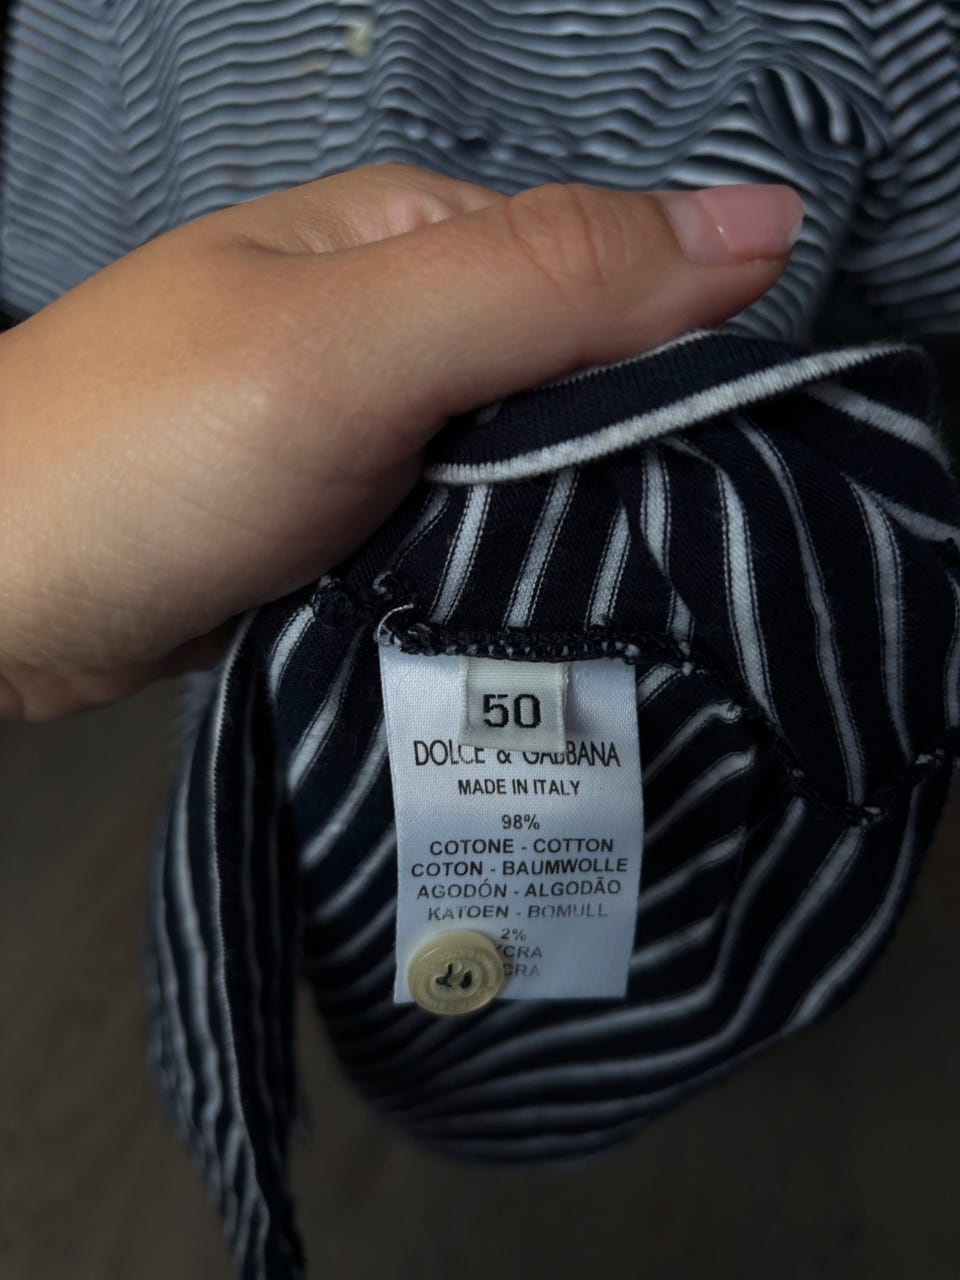 50
DOLCE & GABBANA
MADE IN ITALY
98%
COTONE - COTTON
COTON - BAUMWOLLE
AGODÓN - ALGODÃO
KATOEN - BOMULL
2%